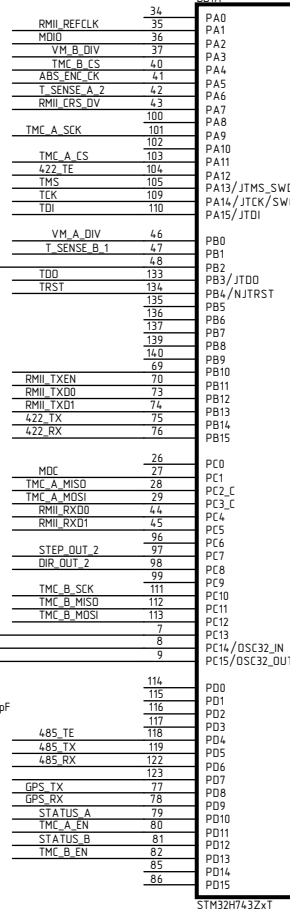 34 PA0
RMII_REFCLK 35 PA1
MDIO 36 PA2
VM_B_DIV 37 PA3
TMC_B_CS 40 PA4
ABS_ENC_CK 41 PA5
T_SENSE_A_2 42 PA6
RMII_CRS_DV 43 PA7
100 PA8
TMC_A_SCK 101 PA9
102 PA10
TMC_A_CS 103 PA11
422_TE 104 PA12
TMS 105 PA13/JTMS_SWD
TCK 109 PA14/JTCK/SW
TDI 110 PA15/JTDI
VM_A_DIV 46 PB0
T_SENSE_B_1 47 PB1
48 PB2
TDO 133 PB3/JTDO
TRST 134 PB4/NJTRST
135 PB5
136 PB6
137 PB7
139 PB8
140 PB9
69 PB10
RMII_TXEN 70 PB11
RMII_TXD0 73 PB12
RMII_TXD1 74 PB13
422_TX 75 PB14
422_RX 76 PB15
26 PC0
MDC 27 PC1
TMC_A_MISO 28 PC2_C
TMC_A_MOSI 29 PC3_C
RMII_RXD0 44 PC4
RMII_RXD1 45 PC5
96 PC6
STEP_OUT_2 97 PC7
DIR_OUT_2 98 PC8
99 PC9
TMC_B_SCK 111 PC10
TMC_B_MISO 112 PC11
TMC_B_MOSI 113 PC12
7 PC13
8 PC14/OSC32_IN
9 PC15/OSC32_OUT
114 PD0
115 PD1
pF 116 PD2
117 PD3
485_TE 118 PD4
485_TX 119 PD5
485_RX 122 PD6
123 PD7
GPS_TX 77 PD8
GPS_RX 78 PD9
STATUS_A 79 PD10
TMC_A_EN 80 PD11
STATUS_B 81 PD12
TMC_B_EN 82 PD13
85 PD14
86 PD15
STM32H743ZxT